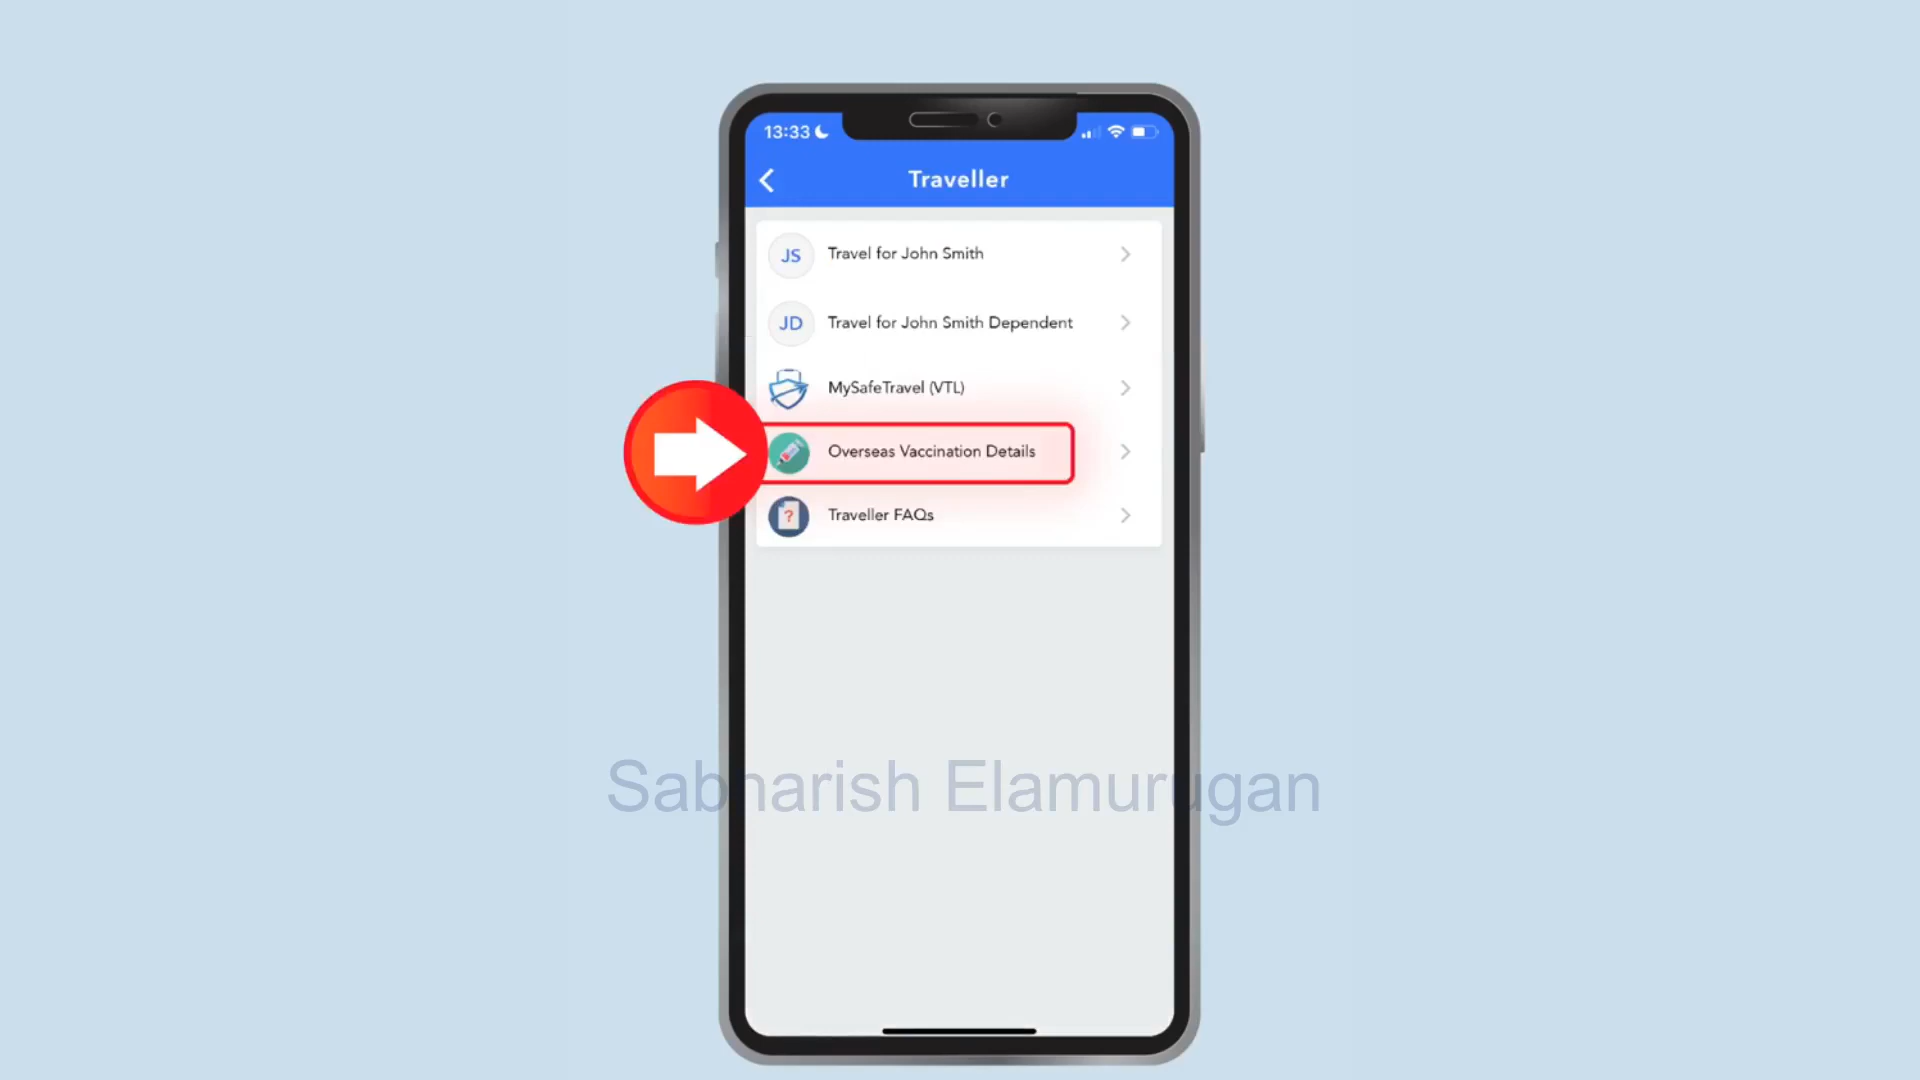 13:33
Traveller
JS Travel for John Smith
JD Travel for John Smith Dependent
MySafeTravel (VTL)
Overseas Vaccination Details
? Traveller FAQs
Sabharish Elamurugan